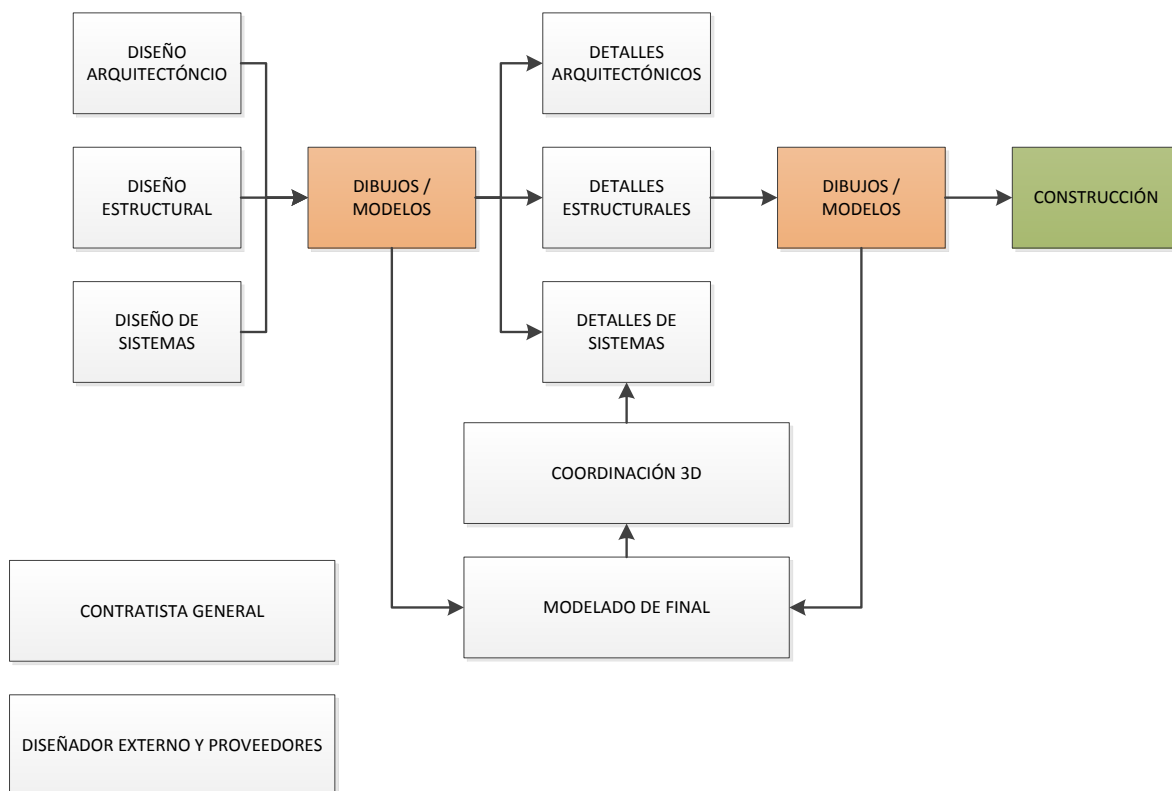 DISEÑO
ARQUITECTÓNCIO
DETALLES
ARQUITECTÓNICOS
DISEÑO
ESTRUCTURAL
DIBUJOS /
MODELOS
DETALLES
ESTRUCTURALES
DIBUJOS /
MODELOS
CONSTRUCCIÓN
DISEÑO DE
SISTEMAS
DETALLES DE
SISTEMAS
COORDINACIÓN 3D
CONTRATISTA GENERAL
MODELADO DE FINAL
DISEÑADOR EXTERNO Y PROVEEDORES